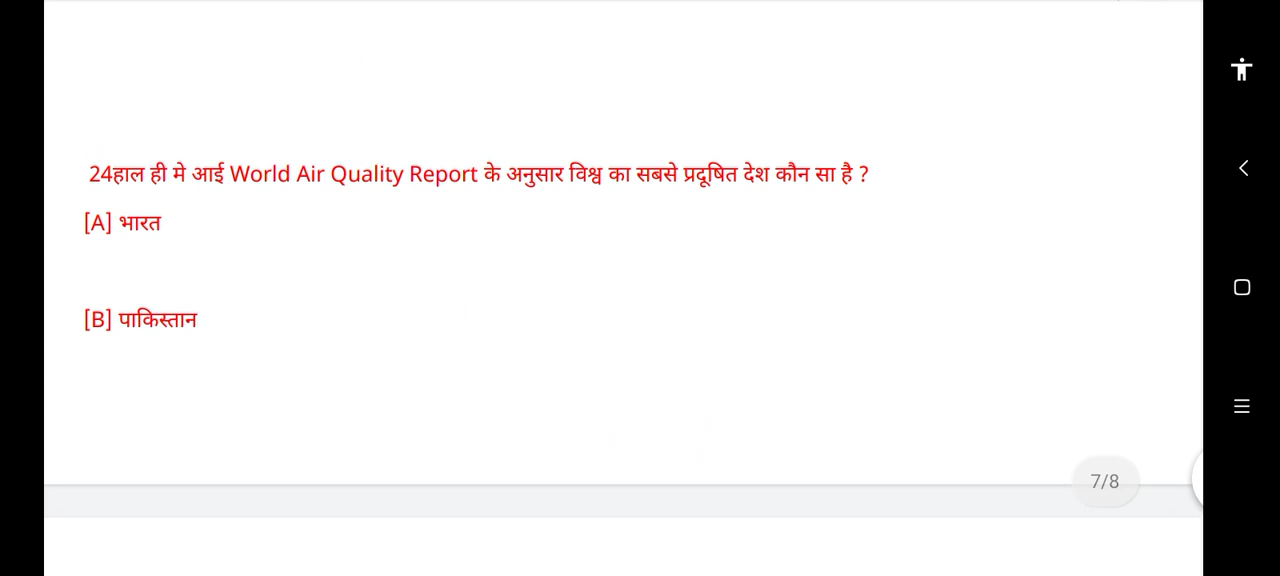 24हाल ही मे आई World Air Quality Report के अनुसार विश्व का सबसे प्रदूषित देश कौन सा है ?
[A] भारत
[B] पाकिस्तान
7/8